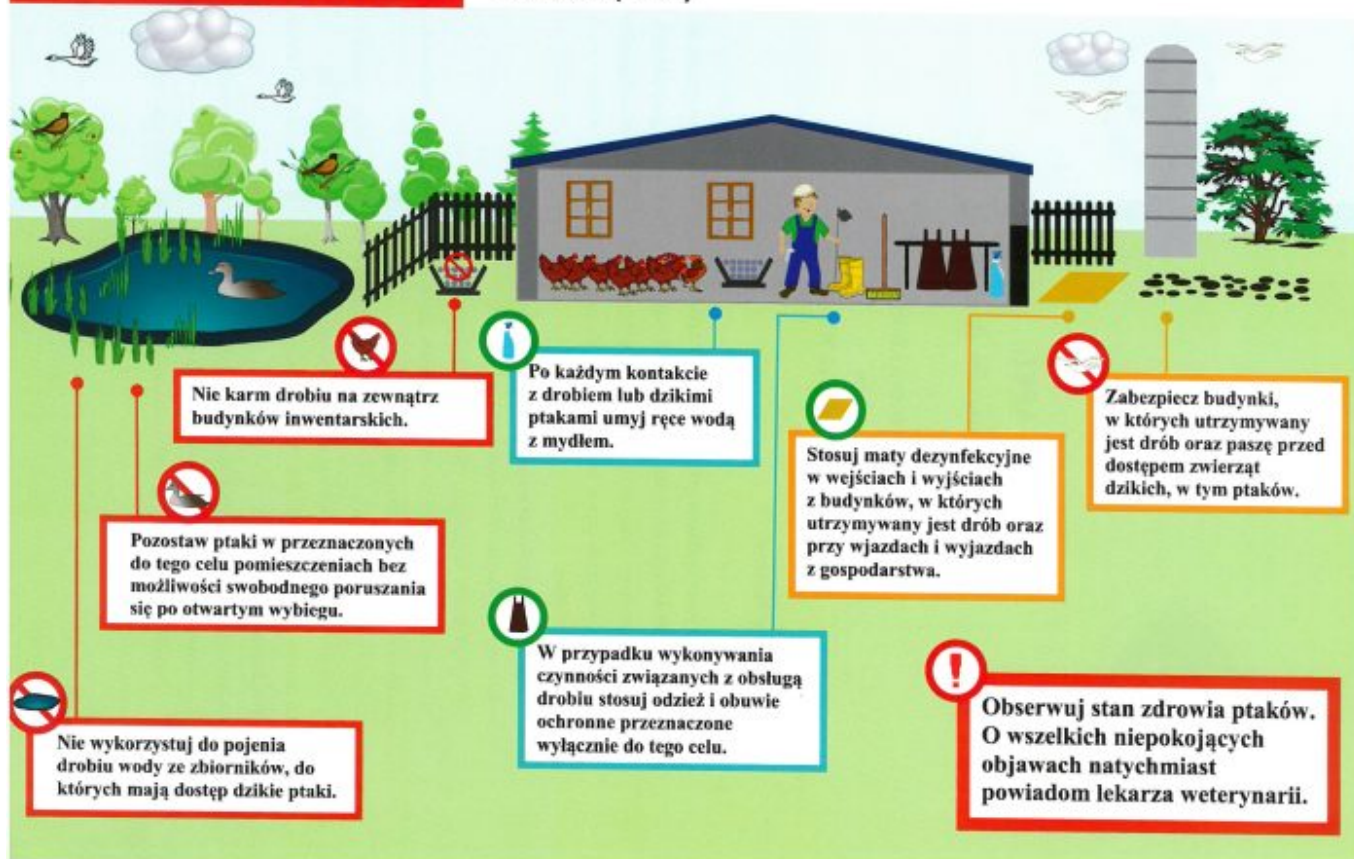 Nie karm drobiu na zewnątrz
budynków inwentarskich.
Po każdym kontakcie
z drobiem lub dzikimi
ptakami umyj ręce wodą
z mydłem.
Zabezpiecz budynki,
w których utrzymywany
jest drób oraz paszę przed
dostępem zwierząt
dzikich, w tym ptaków.
Stosuj maty dezynfekcyjne
w wejściach i wyjściach
z budynków, w których
utrzymywany jest drób oraz
przy wjazdach i wyjazdach
z gospodarstwa.
Pozostaw ptaki w przeznaczonych
do tego celu pomieszczeniach bez
możliwości swobodnego poruszania
się po otwartym wybiegu.
W przypadku wykonywania
czynności związanych z obsługą
drobiu stosuj odzież i obuwie
ochronne przeznaczone
wyłącznie do tego celu.
Nie wykorzystuj do pojenia
drobiu wody ze zbiorników, do
których mają dostęp dzikie ptaki.
!
Obserwuj stan zdrowia ptaków.
O wszelkich niepokojących
objawach natychmiast
powiadom lekarza weterynarii.